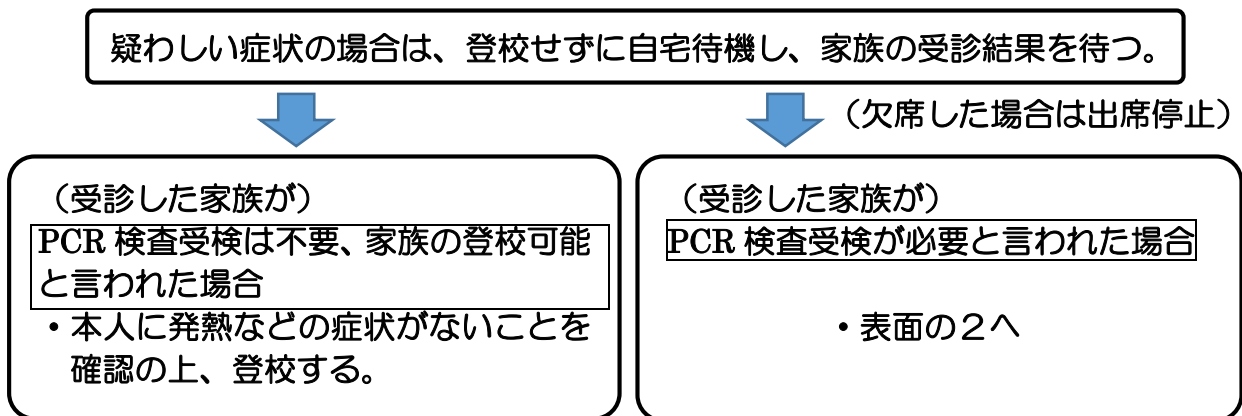 疑わしい症状の場合は、登校せずに自宅待機し、家族の受診結果を待つ。
（欠席した場合は出席停止）
（受診した家族が）
PCR 検査受検は不要、家族の登校可能
と言われた場合
・本人に発熱などの症状がないことを
確認の上、登校する。
（受診した家族が）
PCR 検査受検が必要と言われた場合
・表面の２へ